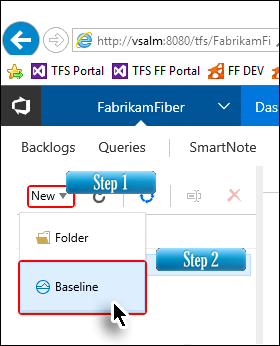 http://vsalm:8080/tfs/FabrikamFi
TFS Portal TFS FF Portal FF DEV
FabrikamFiber Das
Backlogs Queries SmartNote
Step 1
New
Folder
Step 2
Baseline